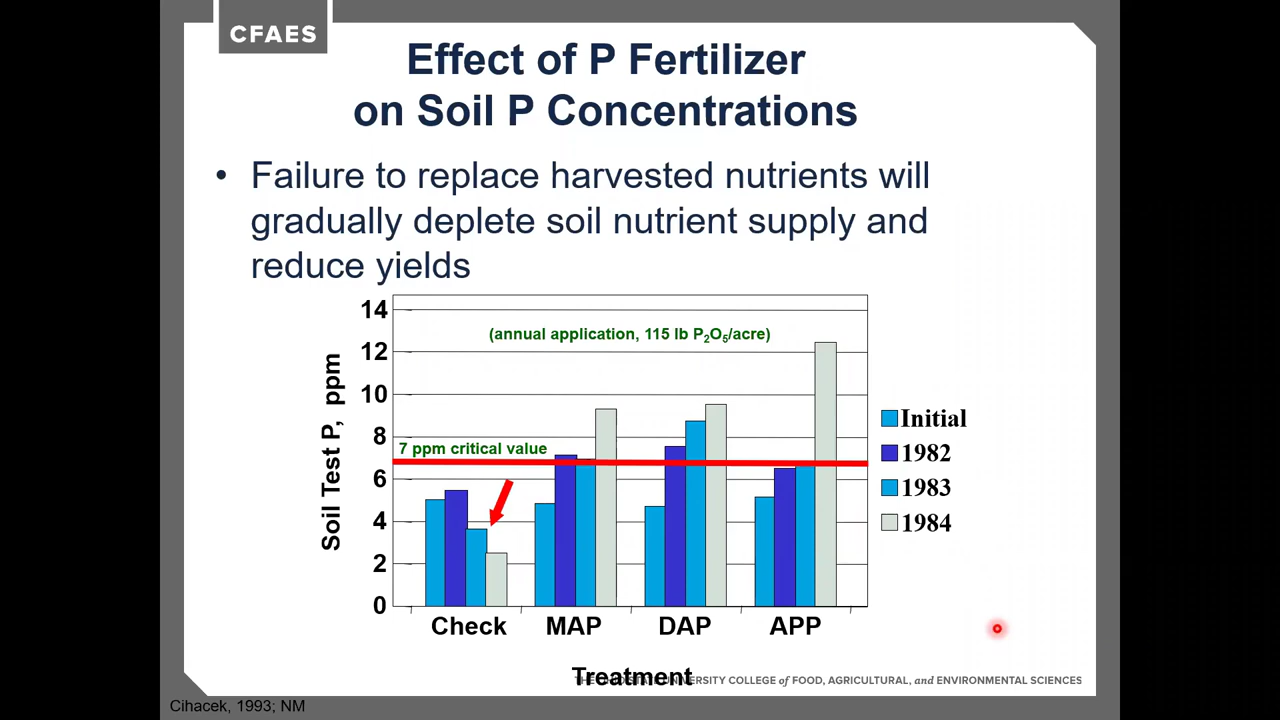 CFAES
Effect of P Fertilizer
on Soil P Concentrations
• Failure to replace harvested nutrients will
gradually deplete soil nutrient supply and
reduce yields
14
12
10
8
6
4
2
0
Soil Test P, ppm
(annual application, 115 lb P₂O₅/acre)
7 ppm critical value
Initial
1982
1983
1984
Check MAP DAP APP
Treatment
UNIVERSITY COLLEGE of FOOD, AGRICULTURAL, and ENVIRONMENTAL SCIENCES
Cihacek, 1993; NM